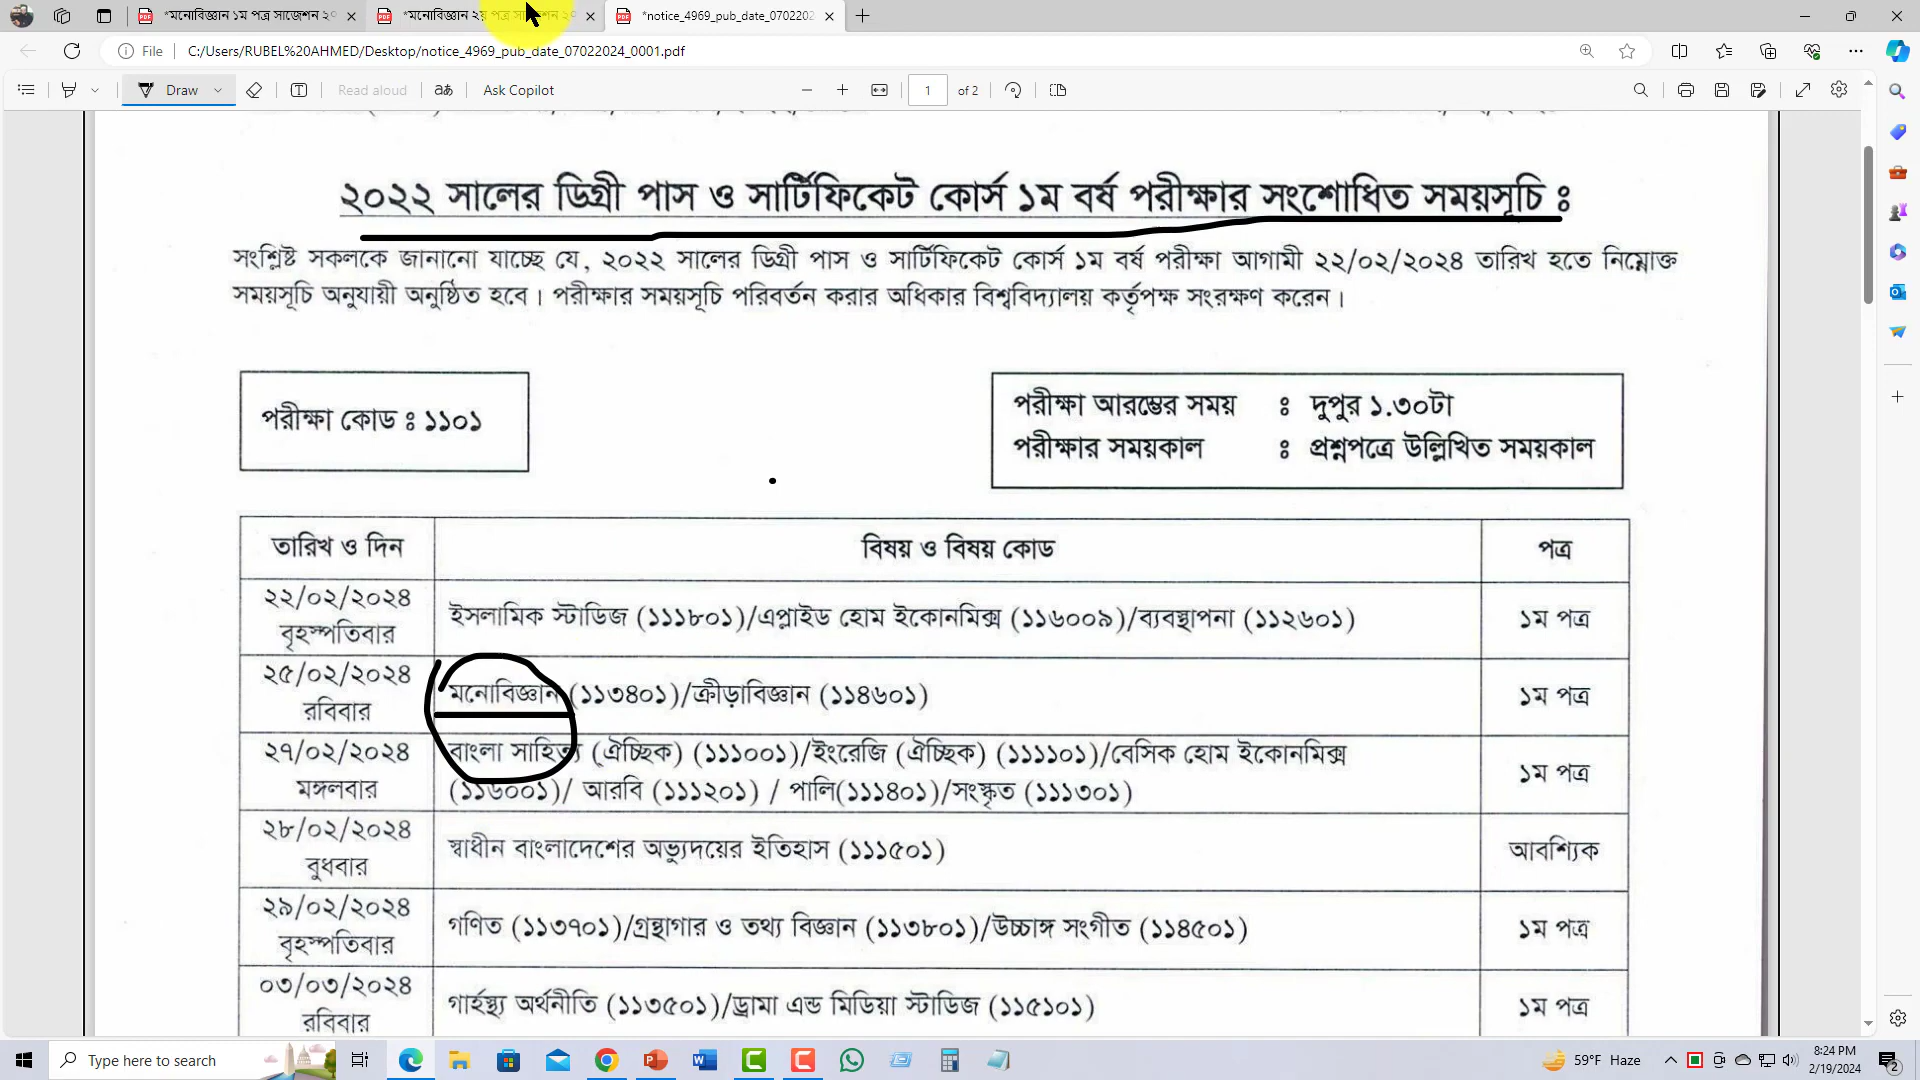 *মনোবিজ্ঞান ১ম পত্র সাজেশন ২০
*মনোবিজ্ঞান ২য় পত্র
*notice_4969_pub_date_0702202
File
C:/Users/RUBEL%20AHMED/Desktop/notice_4969_pub_date_07022024_0001.pdf
Draw
Read aloud
aあ
Ask Copilot
1
of 2
২০২২ সালের ডিগ্রী পাস ও সার্টিফিকেট কোর্স ১ম বর্ষ পরীক্ষার সংশোধিত সময়সূচি ঃ
সংশ্লিষ্ট সকলকে জানানো যাচ্ছে যে, ২০২২ সালের ডিগ্রী পাস ও সার্টিফিকেট কোর্স ১ম বর্ষ পরীক্ষা আগামী ২২/০২/২০২৪ তারিখ হতে নিম্নোক্ত
সময়সূচি অনুযায়ী অনুষ্ঠিত হবে। পরীক্ষার সময়সূচি পরিবর্তন করার অধিকার বিশ্ববিদ্যালয় কর্তৃপক্ষ সংরক্ষণ করেন।
পরীক্ষা কোড ঃ ১১০১
পরীক্ষা আরম্ভের সময় ঃ দুপুর ১.৩০টা
পরীক্ষার সময়কাল ঃ প্রশ্নপত্রে উল্লিখিত সময়কাল
তারিখ ও দিন
বিষয় ও বিষয় কোড
পত্র
২২/০২/২০২৪
বৃহস্পতিবার
ইসলামিক স্টাডিজ (১১১৮০১)/এপ্লাইড হোম ইকোনমিক্স (১১৬০০৯)/ব্যবস্থাপনা (১১২৬০১)
১ম পত্র
২৫/০২/২০২৪
রবিবার
মনোবিজ্ঞান (১১৩৪০১)/ক্রীড়াবিজ্ঞান (১১৪৬০১)
১ম পত্র
২৭/০২/২০২৪
মঙ্গলবার
বাংলা সাহিত্য (ঐচ্ছিক) (১১১০০১)/ইংরেজি (ঐচ্ছিক) (১১১১০১)/বেসিক হোম ইকোনমিক্স
(১১৬০০১)/ আরবি (১১১২০১) / পালি(১১১৪০১)/সংস্কৃত (১১১৩০১)
১ম পত্র
২৮/০২/২০২৪
বুধবার
স্বাধীন বাংলাদেশের অভ্যুদয়ের ইতিহাস (১১১৫০১)
আবশ্যিক
২৯/০২/২০২৪
বৃহস্পতিবার
গণিত (১১৩৭০১)/গ্রন্থাগার ও তথ্য বিজ্ঞান (১১৩৮০১)/উচ্চাঙ্গ সংগীত (১১৪৫০১)
১ম পত্র
০৩/০৩/২০২৪
রবিবার
গার্হস্থ্য অর্থনীতি (১১৩৫০১)/ড্রামা এন্ড মিডিয়া স্টাডিজ (১১৫১০১)
১ম পত্র
Type here to search
59°F Haze
8:24 PM
2/19/2024
2